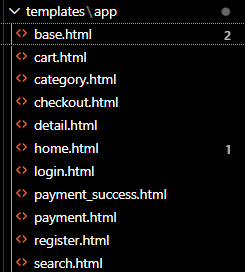 templates\app
base.html 2
cart.html
category.html
checkout.html
detail.html
home.html 1
login.html
payment_success.html
payment.html
register.html
search.html